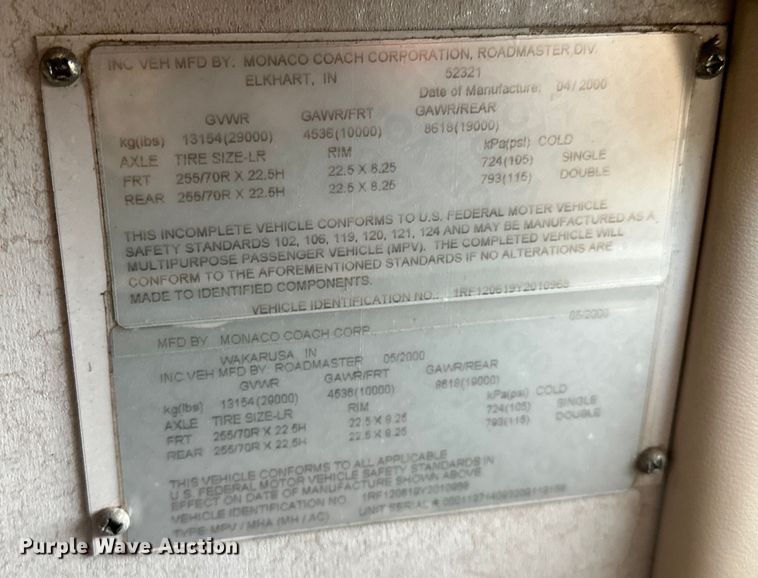 INC VEH MFD BY: MONACO COACH CORPORATION, ROADMASTER DIV.
ELKHART, IN 52321
Date of Manufacture: 04/2000
GVWR GAWR/FRT GAWR/REAR
kg(lbs) 13154(29000) 4536(10000) 8618(19000)
AXLE TIRE SIZE-LR RIM kPa(psi) COLD
FRT 255/70R X 22.5H 22.5 X 8.25 724(105) SINGLE
REAR 255/70R X 22.5H 22.5 X 8.25 793(115) DOUBLE
THIS INCOMPLETE VEHICLE CONFORMS TO U.S. FEDERAL MOTER VEHICLE
SAFETY STANDARDS 102, 106, 119, 120, 121, 124 AND MAY BE MANUFACTURED AS A
MULTIPURPOSE PASSENGER VEHICLE (MPV). THE COMPLETED VEHICLE WILL
CONFORM TO THE AFOREMENTIONED STANDARDS IF NO ALTERATIONS ARE
MADE TO IDENTIFIED COMPONENTS.
VEHICLE IDENTIFICATION NO. 1RF120619Y2010968
MFD BY MONACO COACH CORP. 05/2000
WAKARUSA IN
INC VEH MFD BY: ROADMASTER 05/2000
GVWR GAWR/FRT GAWR/REAR
kg(lbs) 13154(29000) 4536(10000) 8618(19000)
AXLE TIRE SIZE-LR RIM kPa(psi) COLD
FRT 255/70R X 22.5H 22.5 X 8.25 724(105) SINGLE
REAR 255/70R X 22.5H 22.5 X 8.25 793(115) DOUBLE
THIS VEHICLE CONFORMS TO ALL APPLICABLE
U.S. FEDERAL MOTOR VEHICLE SAFETY STANDARDS IN
EFFECT ON DATE OF MANUFACTURE SHOWN ABOVE
VEHICLE IDENTIFICATION NO. 1RF120619Y2010968
TYPE MPV / MHA (MH / AC) UNIT SERIAL #
Purple Wave Auction